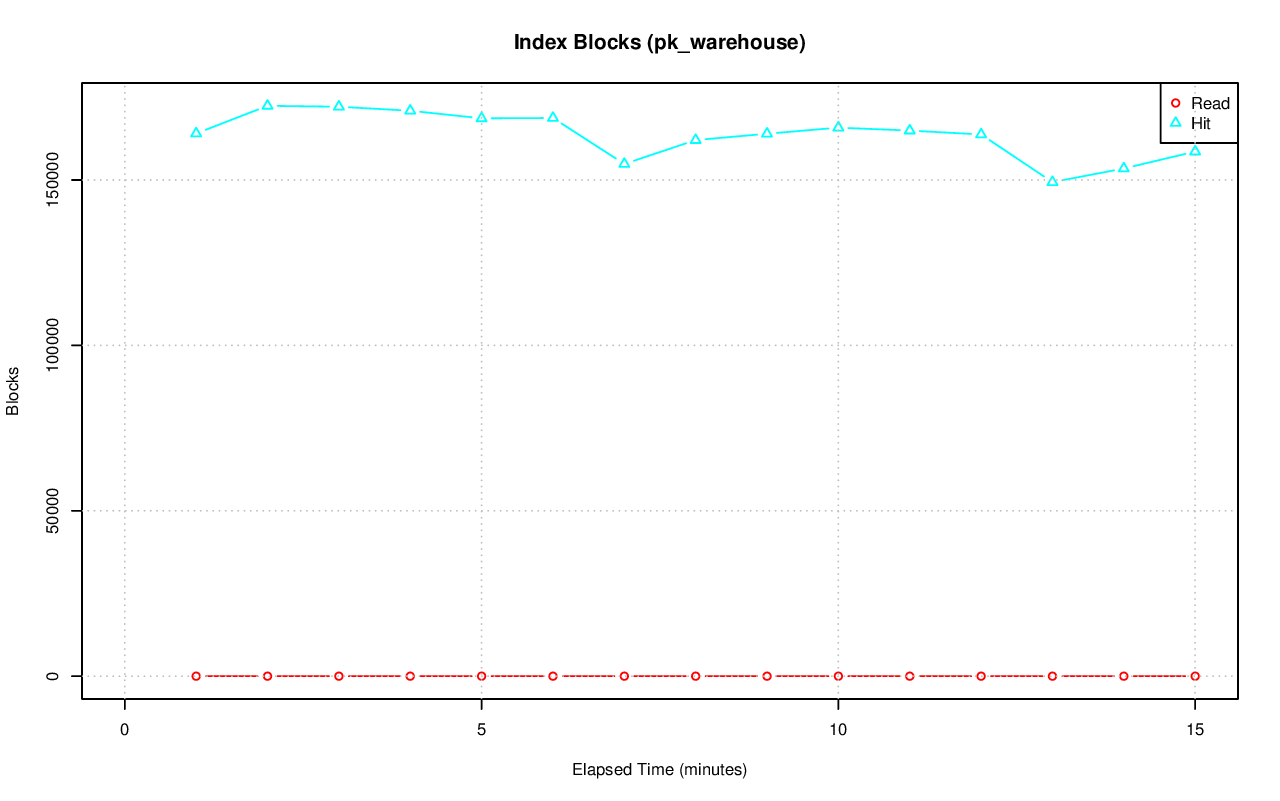 Index Blocks (pk_warehouse)
Read
Hit
150000
100000
50000
0
Blocks
0 5 10 15
Elapsed Time (minutes)